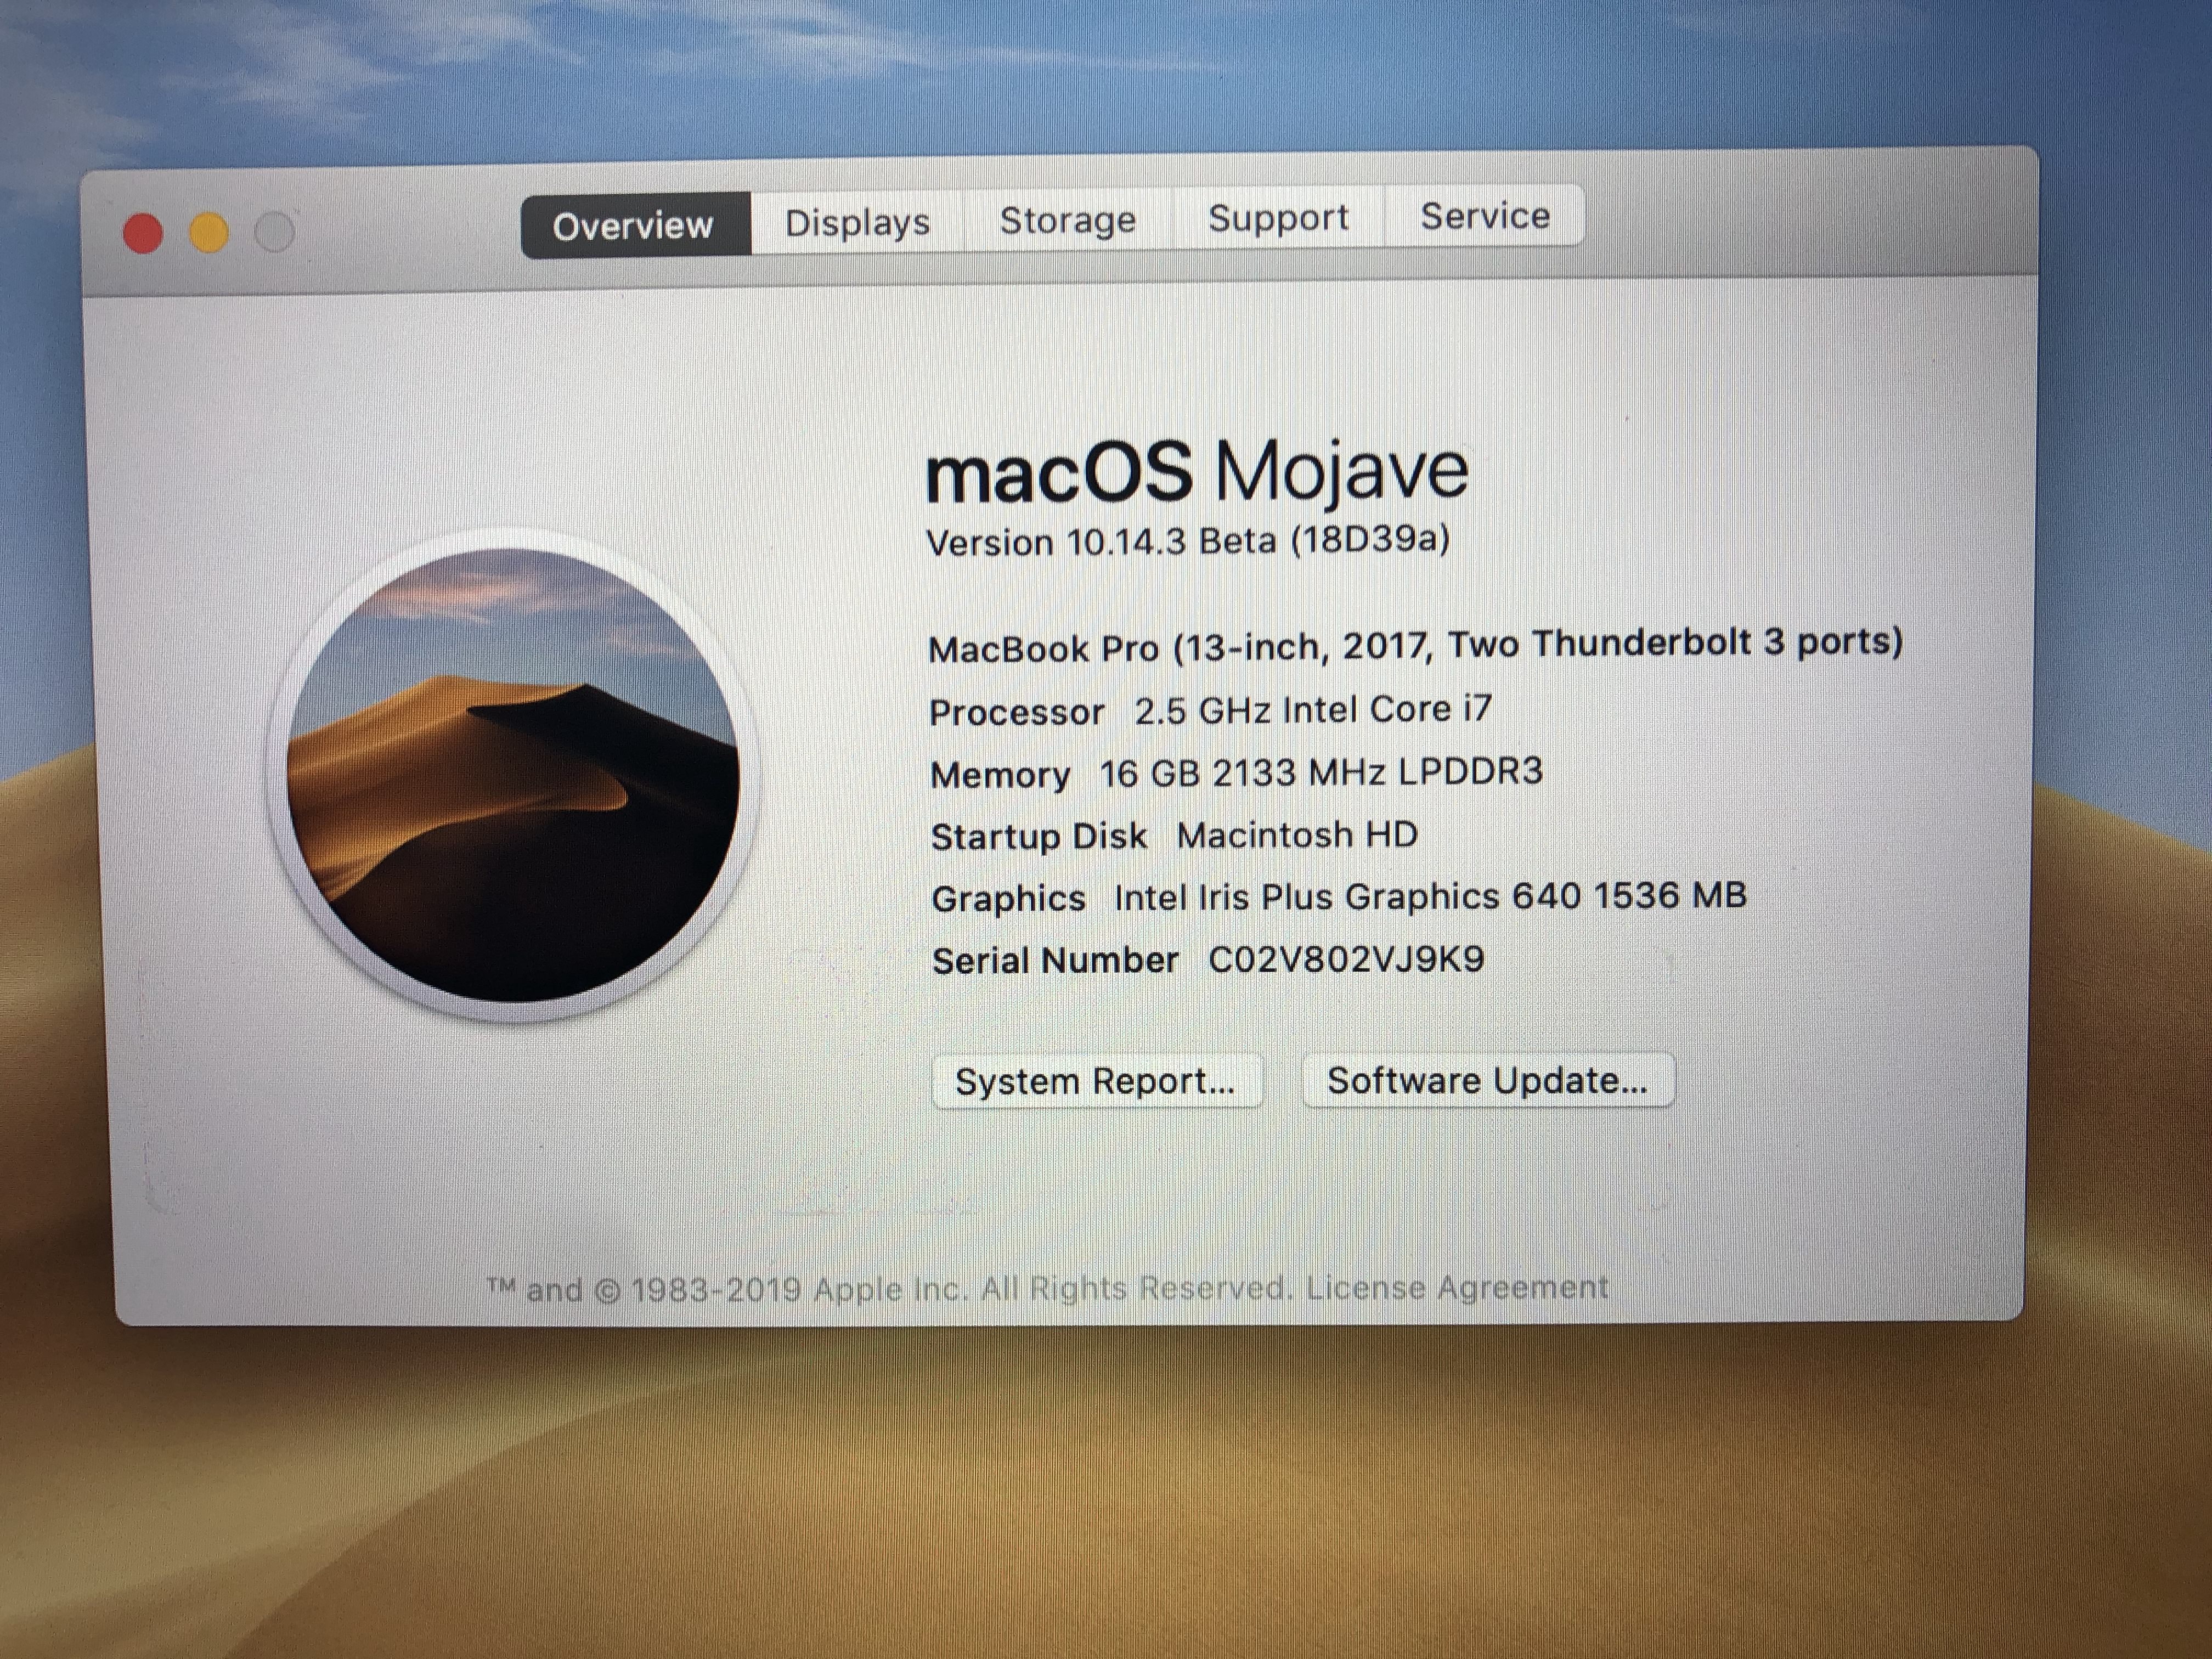 Overview Displays Storage Support Service
macOS Mojave
Version 10.14.3 Beta (18D39a)
MacBook Pro (13-inch, 2017, Two Thunderbolt 3 ports)
Processor 2.5 GHz Intel Core i7
Memory 16 GB 2133 MHz LPDDR3
Startup Disk Macintosh HD
Graphics Intel Iris Plus Graphics 640 1536 MB
Serial Number C02V802VJ9K9
System Report... Software Update...
™ and © 1983-2019 Apple Inc. All Rights Reserved. License Agreement